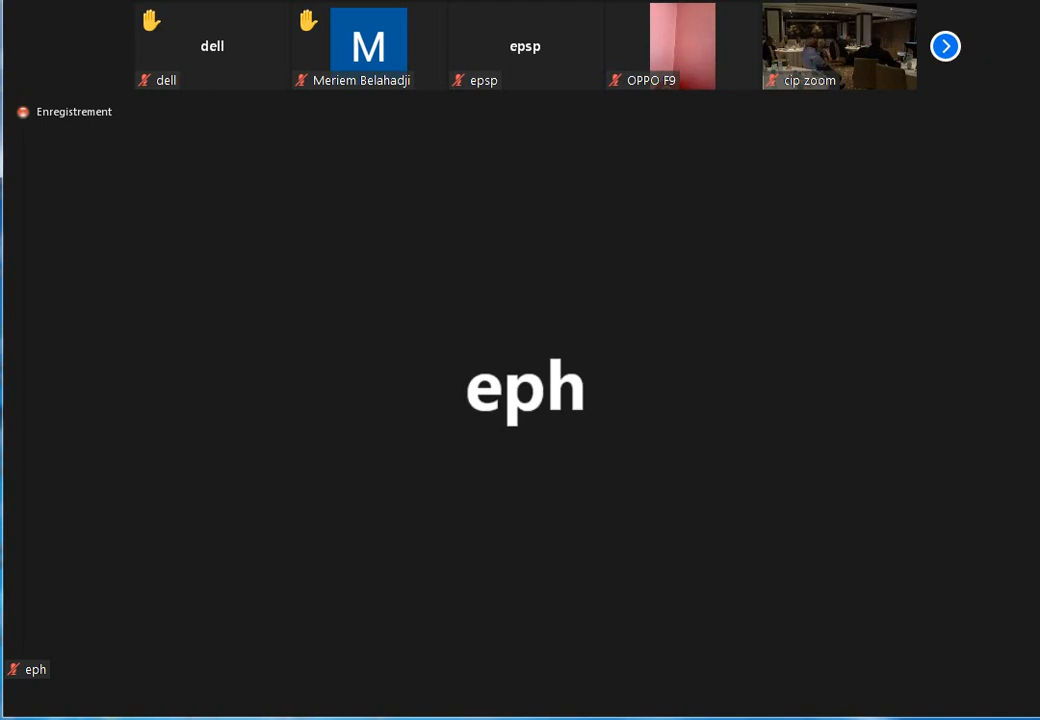 dell
M
epsp
dell
Meriem Belahadji
epsp
OPPO F9
cip zoom
Enregistrement
eph
eph